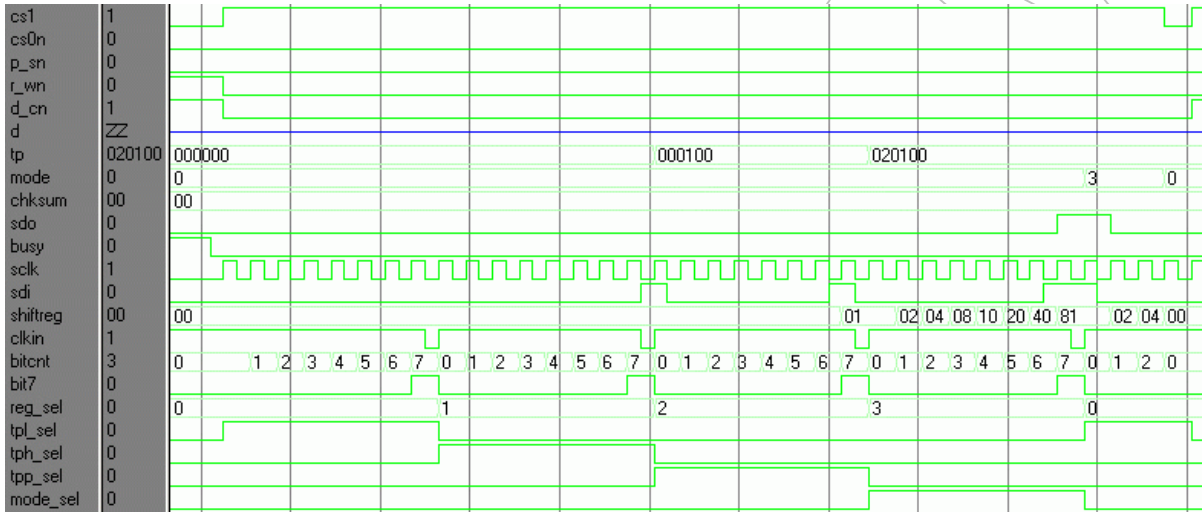 cs1 1
cs0n 0
p_sn 0
r_wn 0
d_cn 1
d ZZ
tp 020100 000000 000100 020100
mode 0 0 3 0
chksum 00 00
sdo 0
busy 0
sclk 1
sdi 0
shiftreg 00 00 01 02 04 08 10 20 40 81 02 04 00
clkin 1
bitcnt 3 0 1 2 3 4 5 6 7 0 1 2 3 4 5 6 7 0 1 2 3 4 5 6 7 0 1 2 3 4 5 6 7 0 1 2 0
bit7 0
reg_sel 0 0 1 2 3 0
tpl_sel 0
tph_sel 0
tpp_sel 0
mode_sel 0